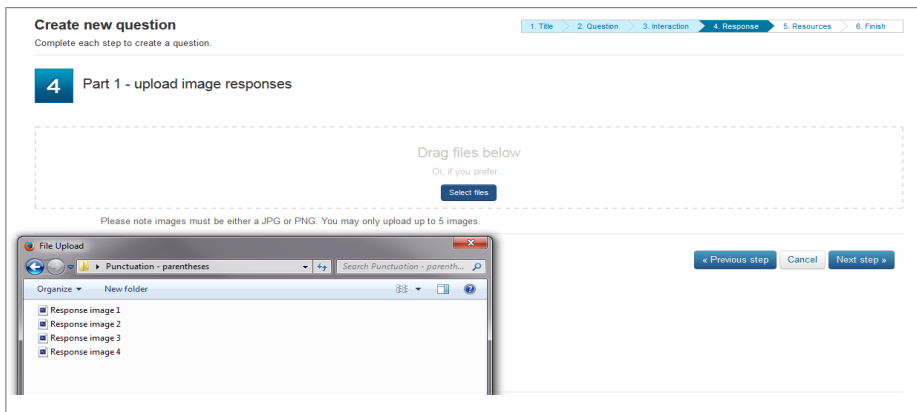 Create new question
Complete each step to create a question.
1. Title 2. Question 3. Interaction 4. Response 5. Resources 6. Finish
4 Part 1 - upload image responses
Drag files below
Or, if you prefer...
Select files
Please note images must be either a JPG or PNG. You may only upload up to 5 images.
« Previous step Cancel Next step »
File Upload
Punctuation - parentheses Search Punctuation - parenth...
Organize New folder
Response image 1
Response image 2
Response image 3
Response image 4